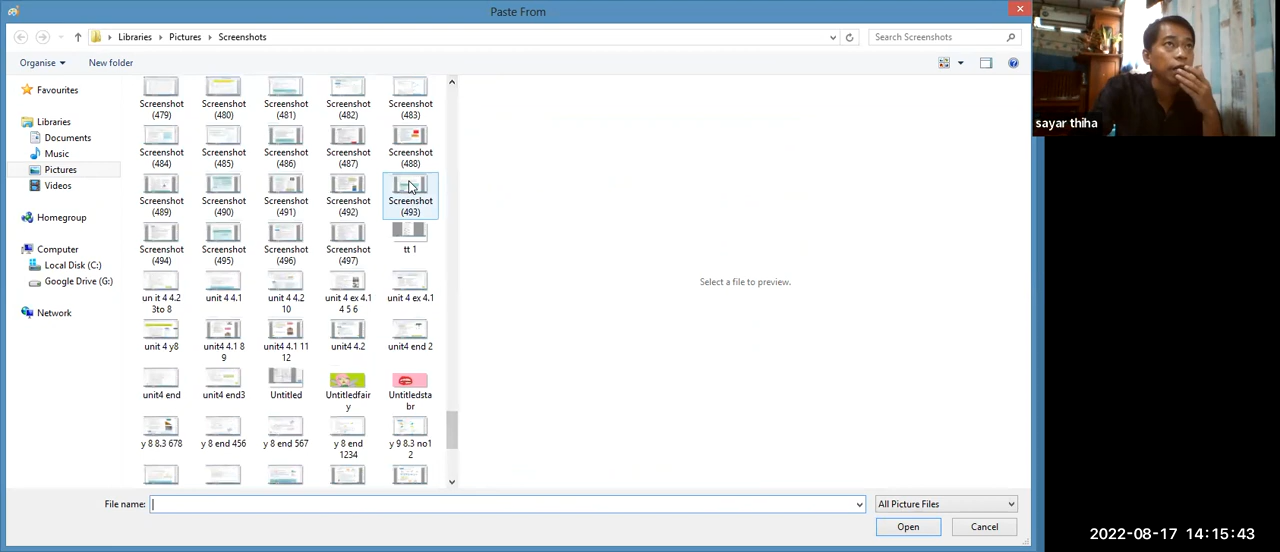 Paste From
Libraries Pictures Screenshots
Search Screenshots
Organise
New folder
Favourites
Libraries
Documents
Music
Pictures
Videos
Homegroup
Computer
Local Disk (C:)
Google Drive (G:)
Network
Screenshot (479)
Screenshot (480)
Screenshot (481)
Screenshot (482)
Screenshot (483)
Screenshot (484)
Screenshot (485)
Screenshot (486)
Screenshot (487)
Screenshot (488)
Screenshot (489)
Screenshot (490)
Screenshot (491)
Screenshot (492)
Screenshot (493)
Screenshot (494)
Screenshot (495)
Screenshot (496)
Screenshot (497)
tt 1
un it 4 4.2 3to 8
unit 4 4.1
unit 4 4.2 10
unit 4 ex 4.1 4 5 6
unit 4 ex 4.1
unit 4 y8
unit4 4.1 8 9
unit4 4.1 11 12
unit4 4.2
unit4 end 2
unit4 end
unit4 end3
Untitled
Untitledfairy
Untitledstabr
y 8 8.3 678
y 8 end 456
y 8 end 567
y 8 end 1234
y 9 8.3 no1 2
Select a file to preview.
File name:
All Picture Files
Open
Cancel
sayar thiha
2022-08-17 14:15:43